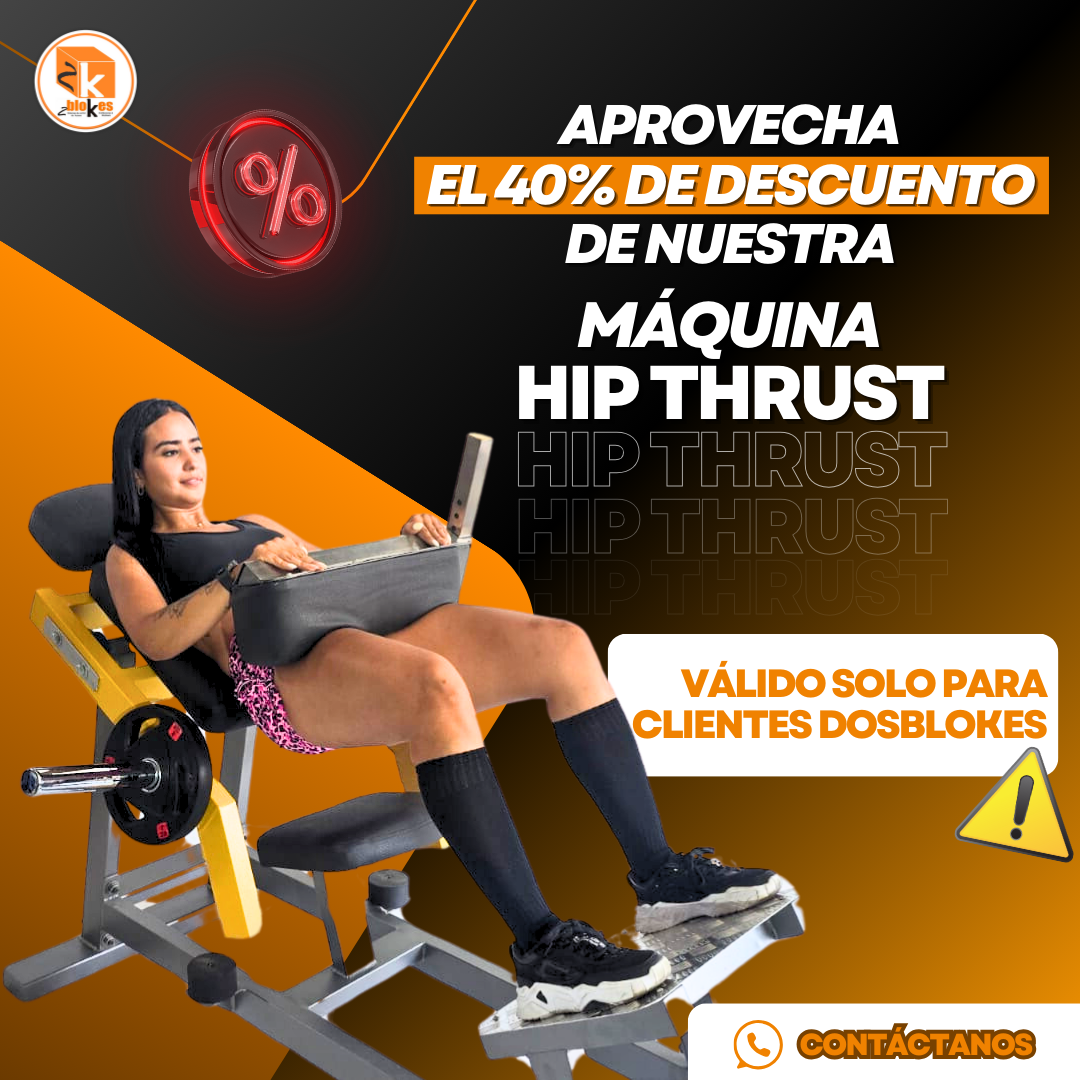 2k
blokes
%
APROVECHA
EL 40% DE DESCUENTO
DE NUESTRA
MÁQUINA
HIP THRUST
HIP THRUST
HIP THRUST
HIP THRUST
VÁLIDO SOLO PARA
CLIENTES DOSBLOKES
CONTÁCTANOS